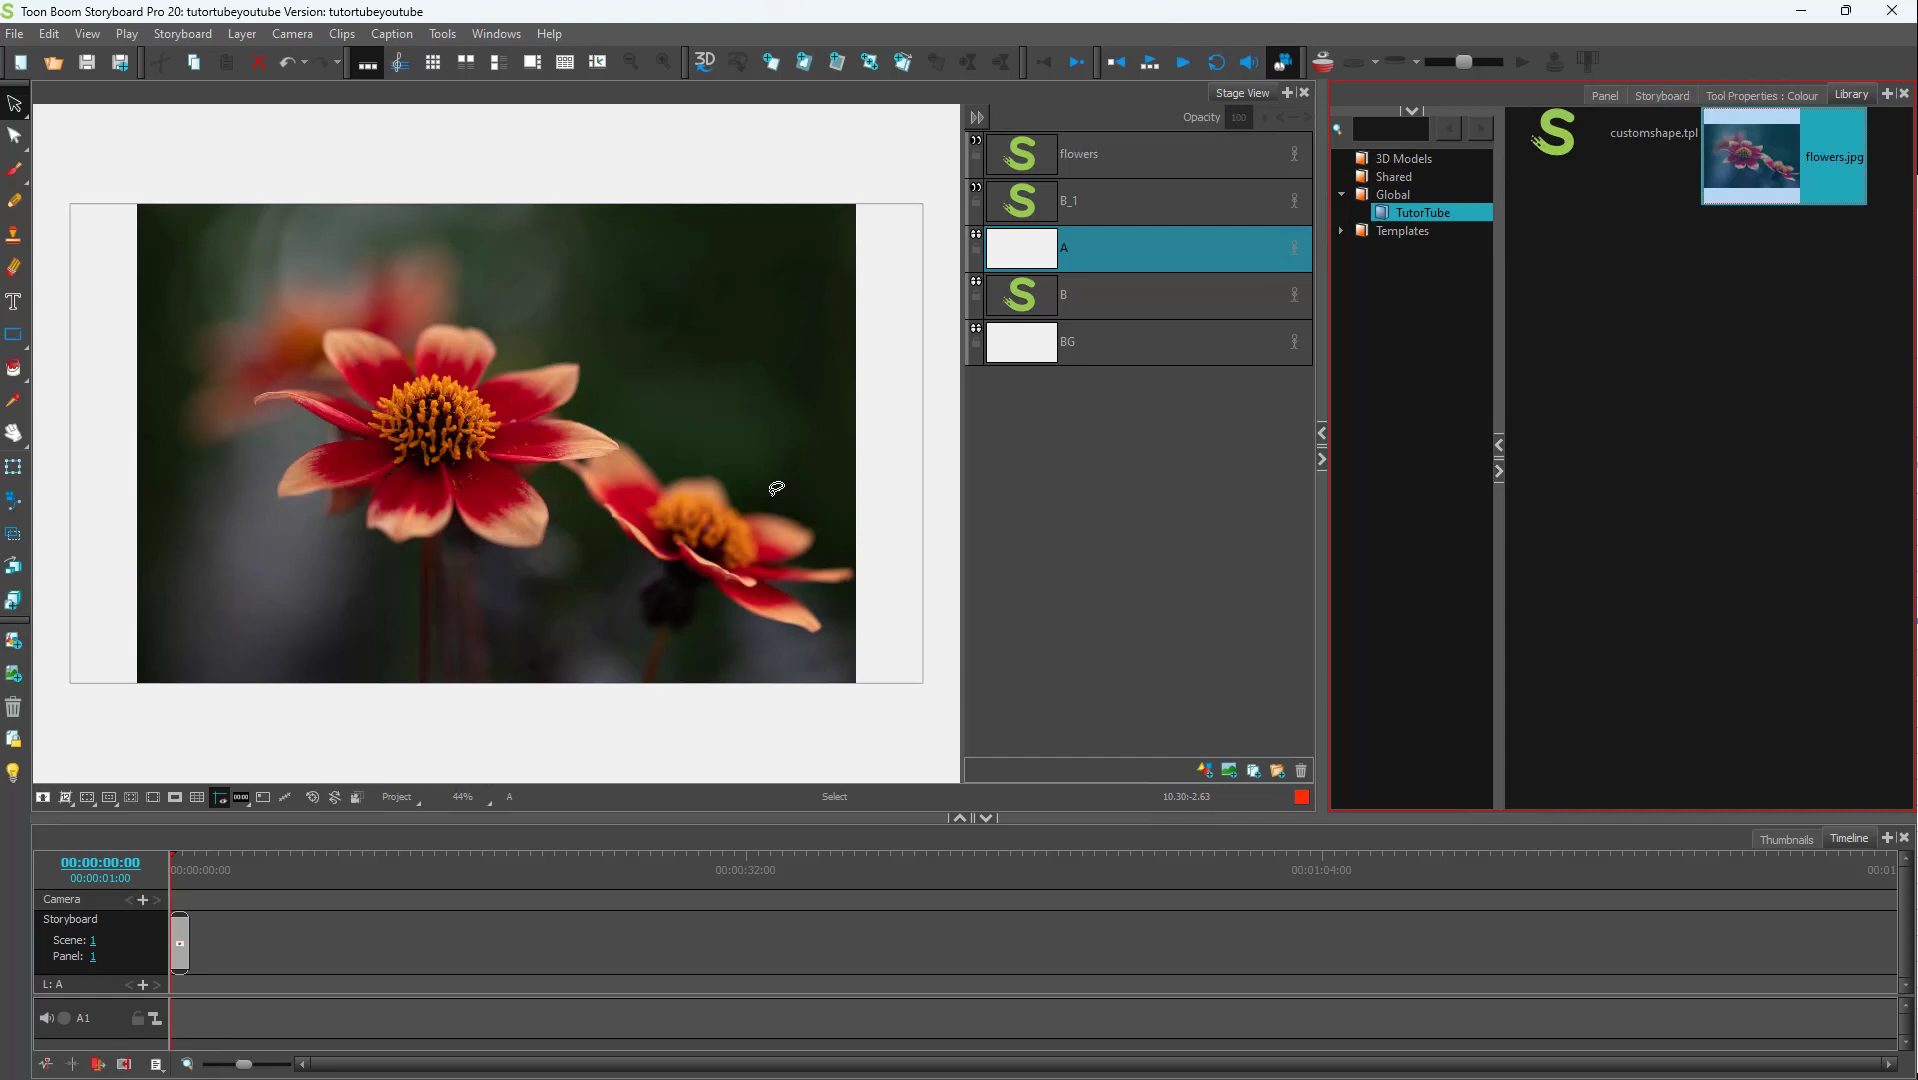 Toon Boom Storyboard Pro 20: tutortubeyoutube Version: tutortubeyoutube
File Edit View Play Storyboard Layer Camera Clips Caption Tools Windows Help
3D
Stage View
Opacity 100
flowers
B_1
A
B
BG
Panel Storyboard Tool Properties : Colour Library
3D Models
Shared
Global
TutorTube
Templates
customshape.tpl
flowers.jpg
Project 44% A Select 10.30:-2.63
Thumbnails Timeline
00:00:00:00
00:00:01:00
00:00:00:00 00:00:32:00 00:01:04:00 00:01
Camera
Storyboard
Scene: 1
Panel: 1
L: A
A1